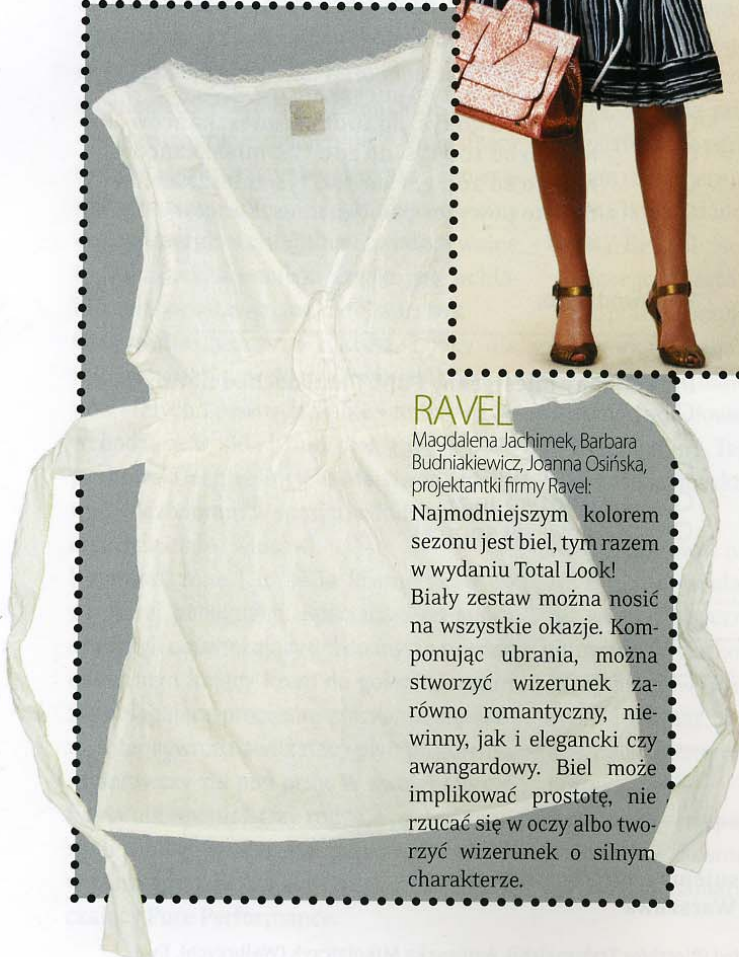 RAVEL
Magdalena Jachimek, Barbara
Budniakiewicz, Joanna Osińska,
projektantki firmy Ravel:
Najmodniejszym kolorem
sezonu jest biel, tym razem
w wydaniu Total Look!
Biały zestaw można nosić
na wszystkie okazje. Kom-
ponując ubrania, można
stworzyć wizerunek za-
równo romantyczny, nie-
winny, jak i elegancki czy
awangardowy. Biel może
implikować prostotę, nie
rzucać się w oczy albo two-
rzyć wizerunek o silnym
charakterze.